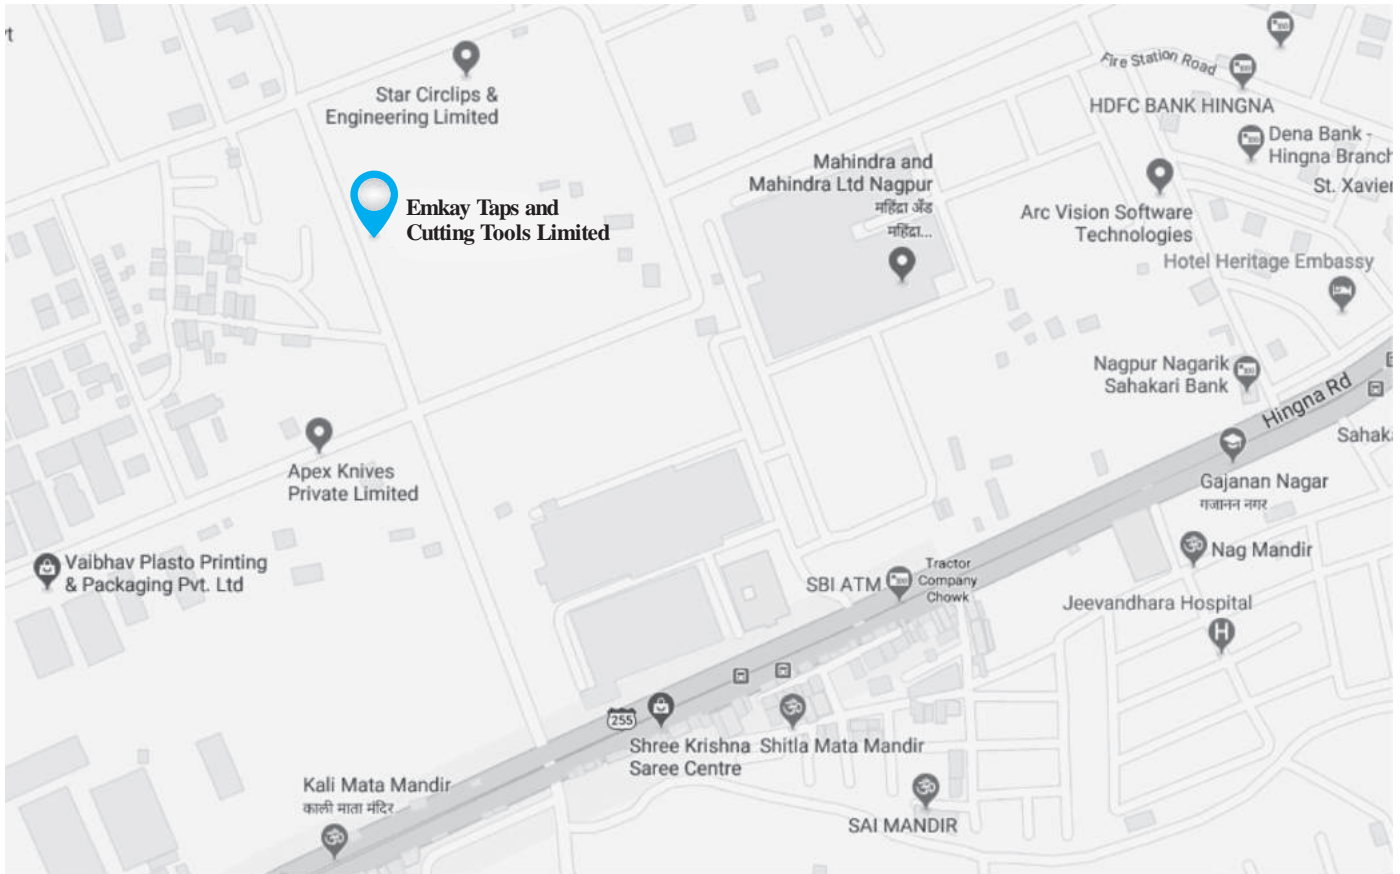 Star Circlips &
Engineering Limited
Fire Station Road
HDFC BANK HINGNA
Dena Bank -
Hingna Branch
St. Xavier
Mahindra and
Mahindra Ltd Nagpur
महिंद्रा अँड
महिंद्रा...
Emkay Taps and
Cutting Tools Limited
Arc Vision Software
Technologies
Hotel Heritage Embassy
Nagpur Nagarik
Sahakari Bank
Hingna Rd
Sahaka
Apex Knives
Private Limited
Gajanan Nagar
गजानन नगर
Vaibhav Plasto Printing
& Packaging Pvt. Ltd
Nag Mandir
SBI ATM
Tractor
Company
Chowk
Jeevandhara Hospital
255
Shree Krishna
Saree Centre
Shitla Mata Mandir
Kali Mata Mandir
काली माता मंदिर
SAI MANDIR